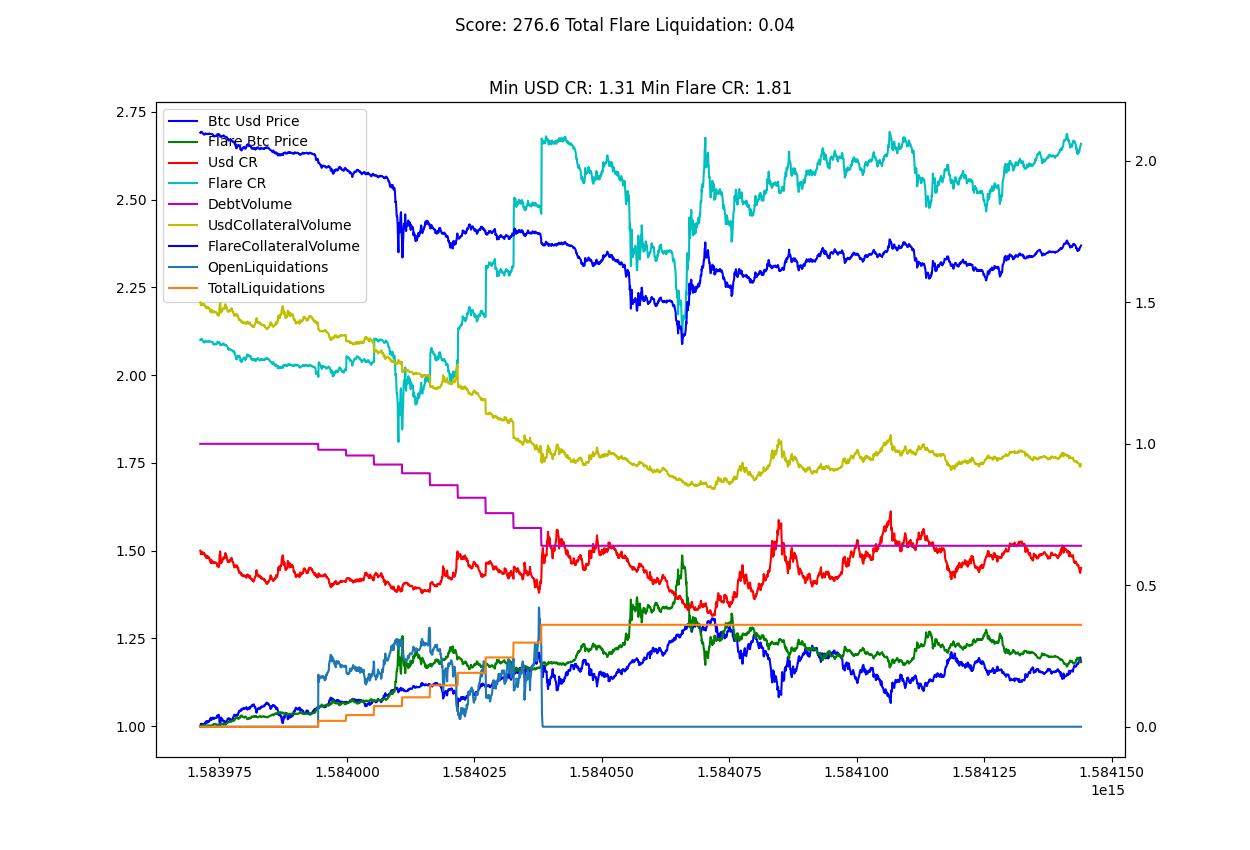 Score: 276.6 Total Flare Liquidation: 0.04
Min USD CR: 1.31 Min Flare CR: 1.81
2.75
2.50
2.25
2.00
1.75
1.50
1.25
1.00
Btc Usd Price
Flare Btc Price
Usd CR
Flare CR
DebtVolume
UsdCollateralVolume
FlareCollateralVolume
OpenLiquidations
TotalLiquidations
2.0
1.5
1.0
0.5
0.0
1.583975 1.584000 1.584025 1.584050 1.584075 1.584100 1.584125 1.584150
1e15